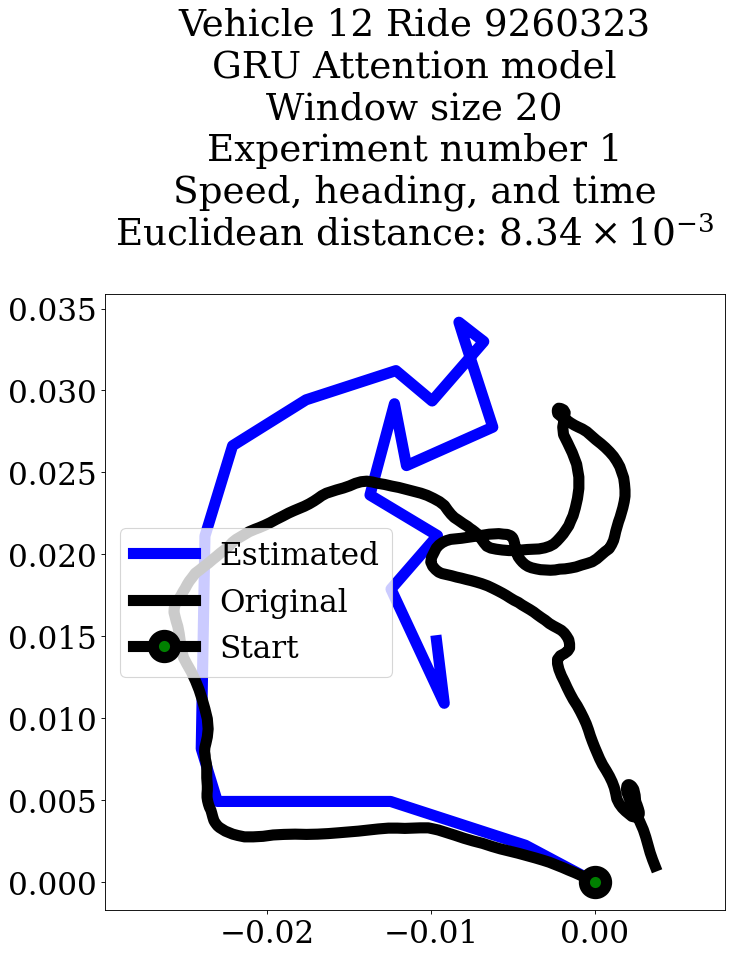 Vehicle 12 Ride 9260323
GRU Attention model
Window size 20
Experiment number 1
Speed, heading, and time
Euclidean distance: 8.34 × 10⁻³
0.035
0.030
0.025
0.020
0.015
0.010
0.005
0.000
Estimated
Original
Start
−0.02 −0.01 0.00